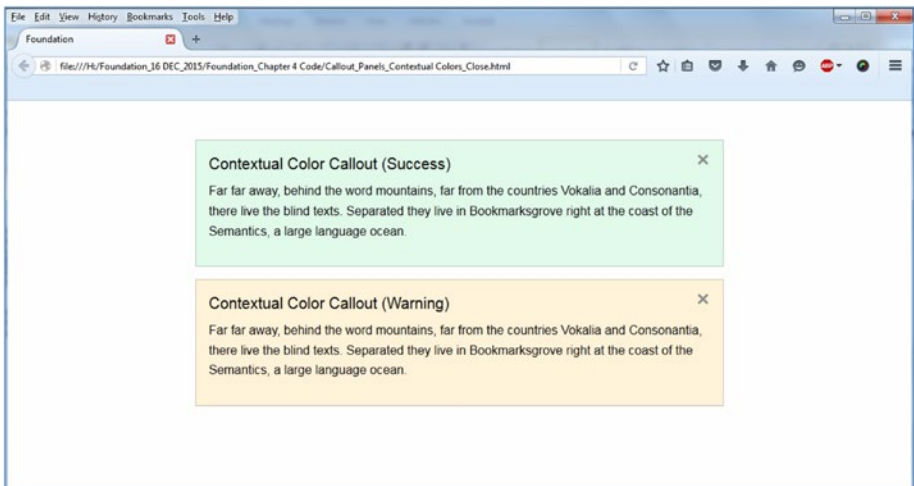 File Edit View History Bookmarks Tools Help
Foundation
file:///H:/Foundation_16 DEC_2015/Foundation_Chapter 4 Code/Callout_Panels_Contextual Colors_Close.html
ABP
Contextual Color Callout (Success)
Far far away, behind the word mountains, far from the countries Vokalia and Consonantia,
there live the blind texts. Separated they live in Bookmarksgrove right at the coast of the
Semantics, a large language ocean.
Contextual Color Callout (Warning)
Far far away, behind the word mountains, far from the countries Vokalia and Consonantia,
there live the blind texts. Separated they live in Bookmarksgrove right at the coast of the
Semantics, a large language ocean.